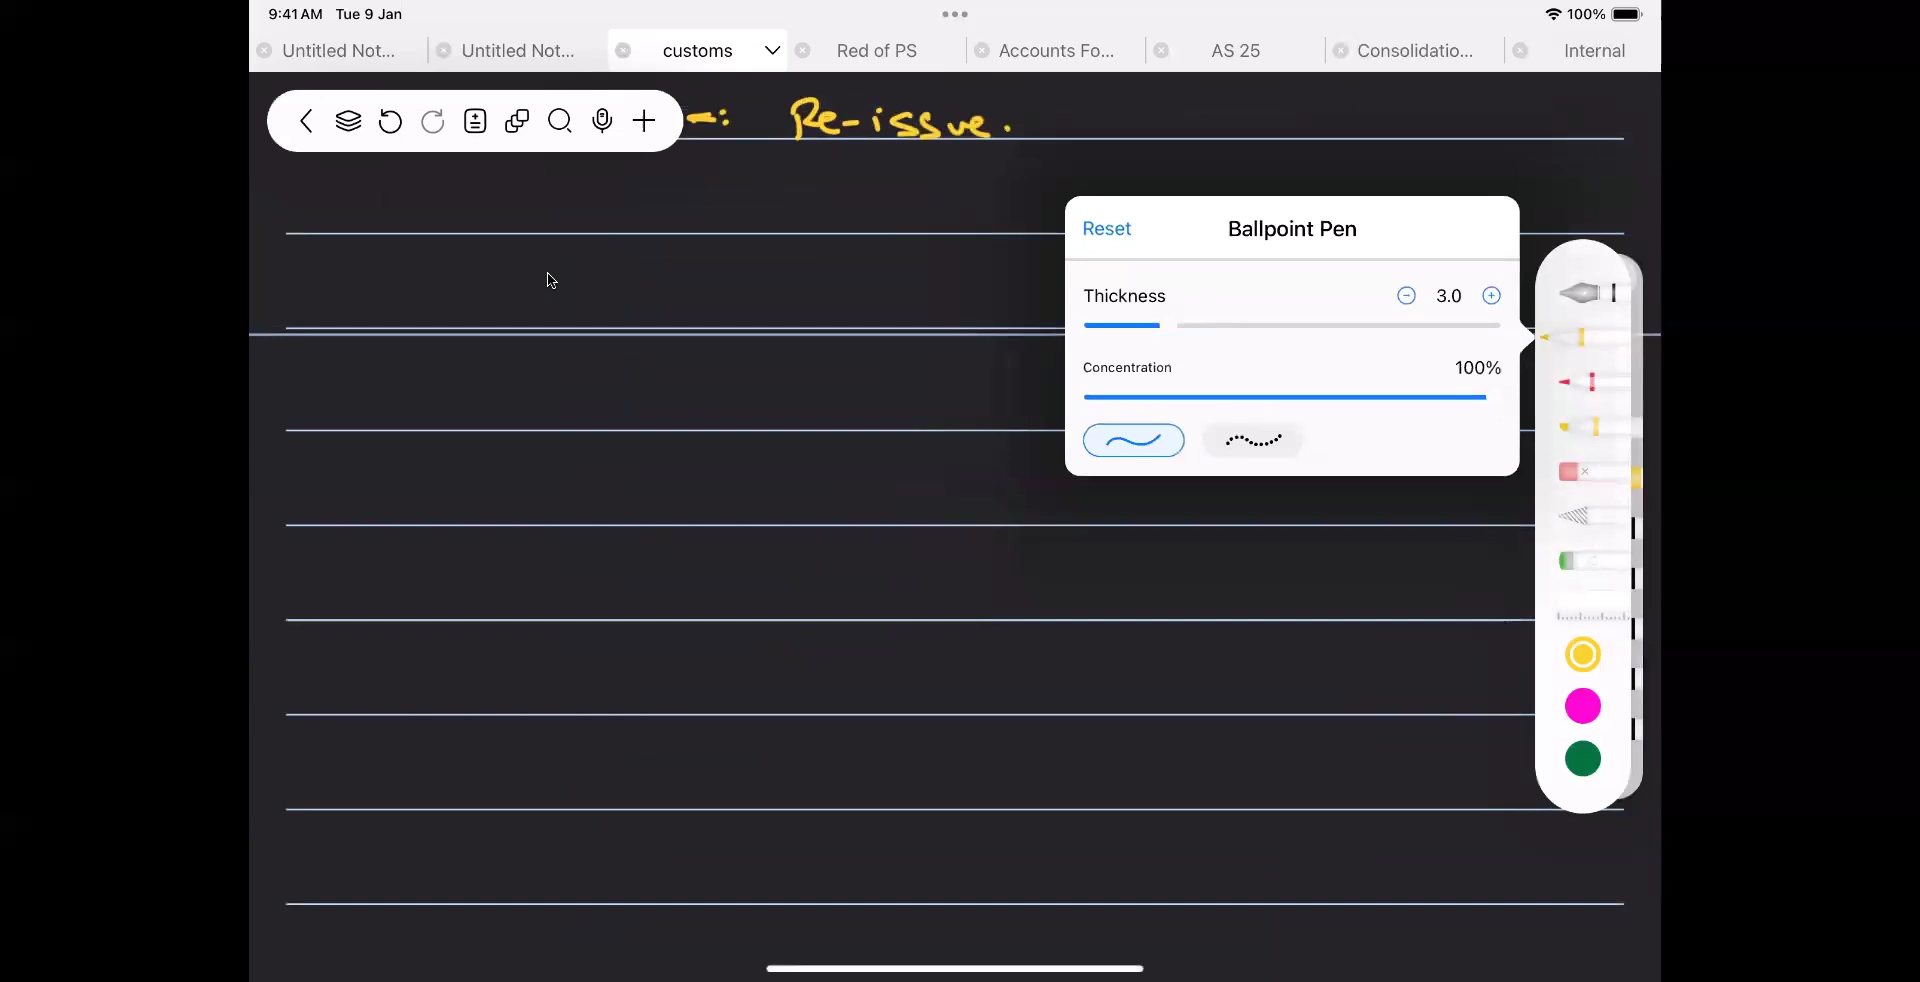 9:41 AM Tue 9 Jan
100%
Untitled Not...
Untitled Not...
customs
Red of PS
Accounts Fo...
AS 25
Consolidatio...
Internal
-: Re-issue.
Reset
Ballpoint Pen
Thickness
3.0
Concentration
100%